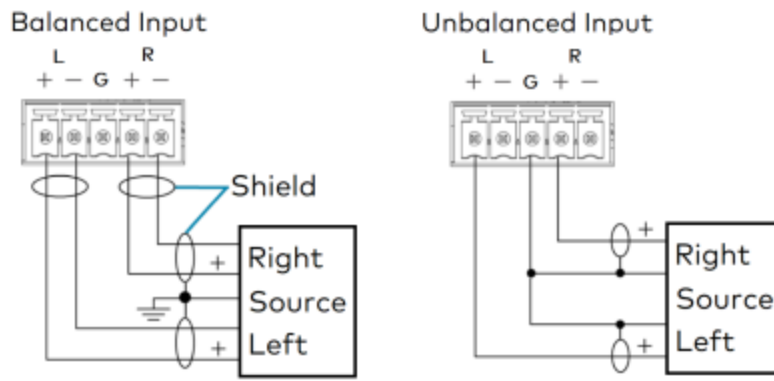 Balanced Input
L R
+ − G + −
Shield
+ Right
Source
+ Left
Unbalanced Input
L R
+ − G + −
+
Right
Source
+ Left